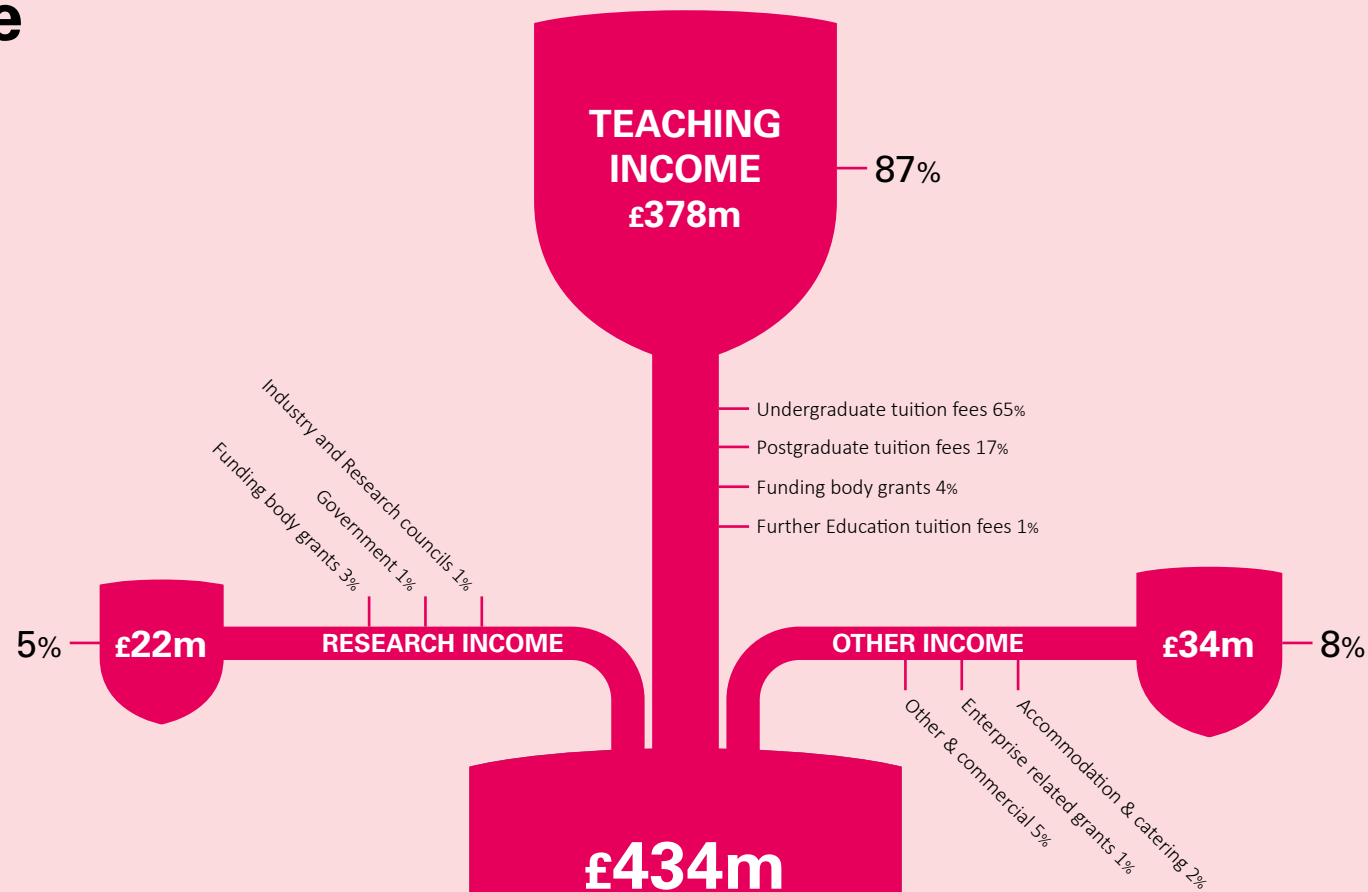 e
TEACHING
INCOME
£378m
87%
Undergraduate tuition fees 65%
Postgraduate tuition fees 17%
Funding body grants 4%
Further Education tuition fees 1%
Industry and Research councils 1%
Government 1%
Funding body grants 3%
5%
£22m
RESEARCH INCOME
OTHER INCOME
£34m
8%
Other & commercial 5%
Enterprise related grants 1%
Accommodation & catering 2%
£434m